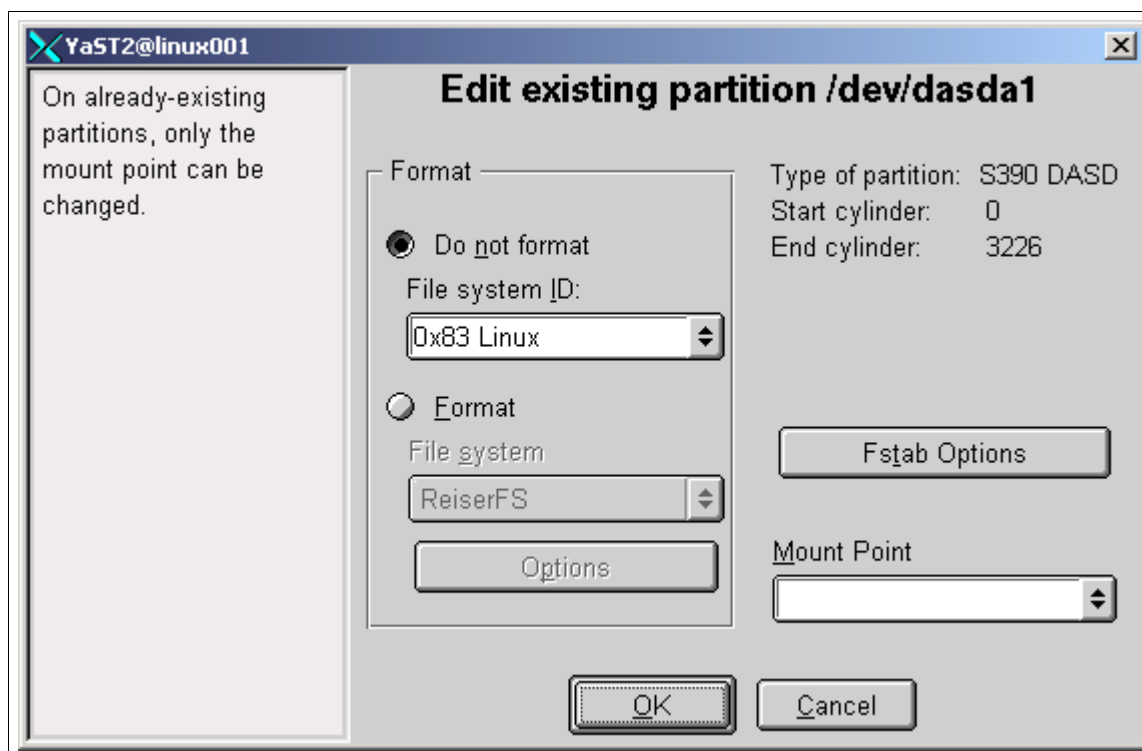 YaST2@linux001
On already-existing
partitions, only the
mount point can be
changed.
Edit existing partition /dev/dasda1
Format
Do not format
File system ID:
0x83 Linux
Format
File system
ReiserFS
Options
Type of partition: S390 DASD
Start cylinder: 0
End cylinder: 3226
Fstab Options
Mount Point
OK
Cancel